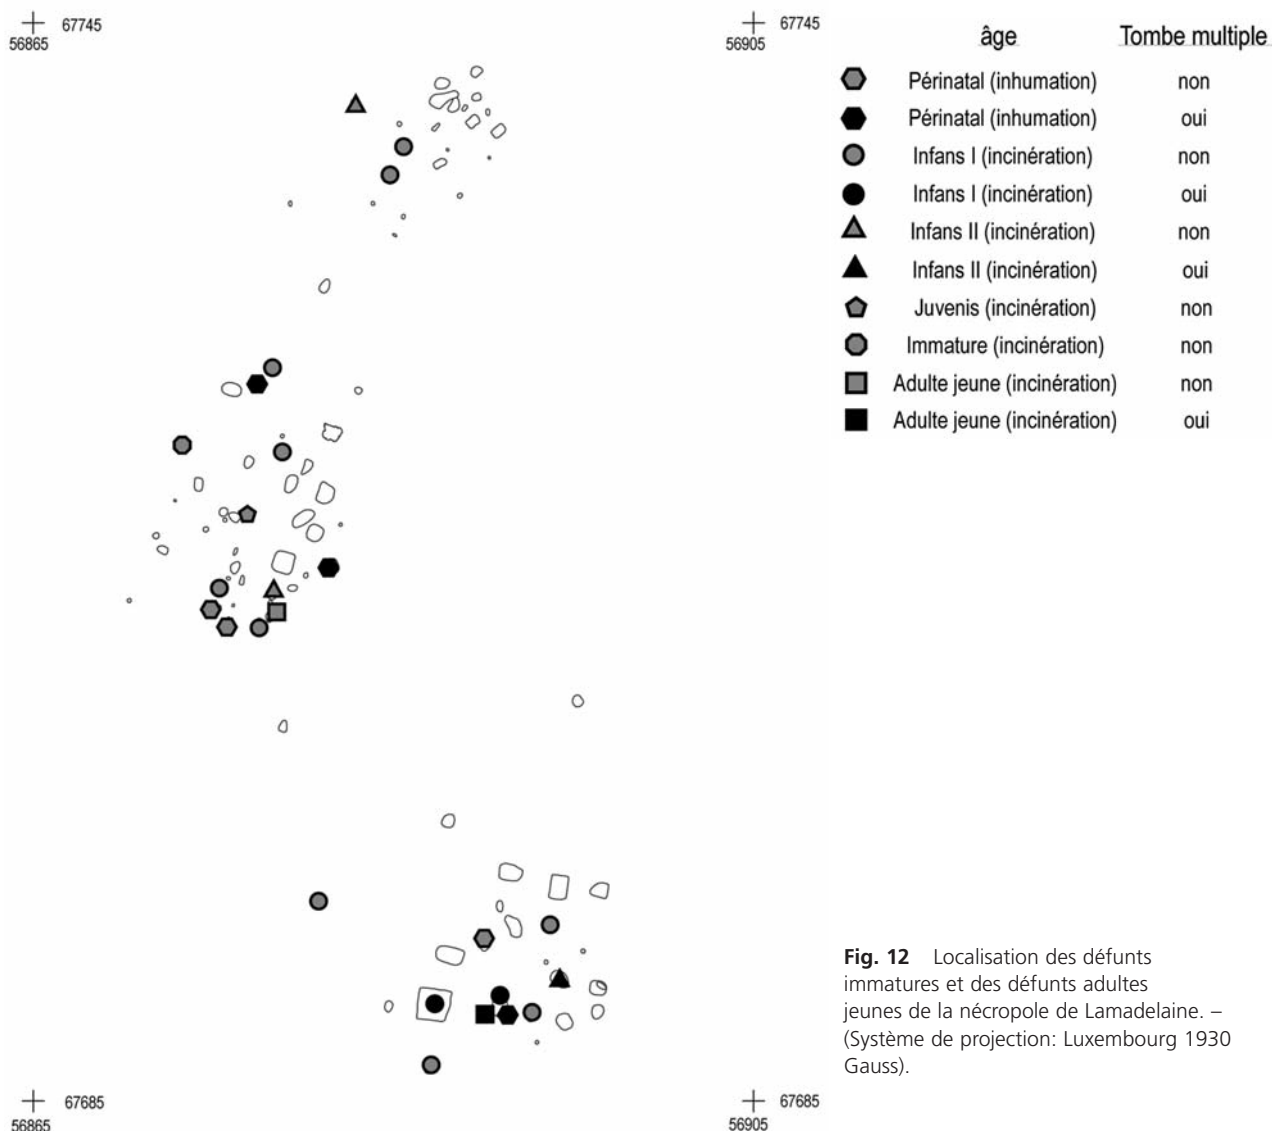 67745
56865
67745
56905
âge Tombe multiple
Périnatal (inhumation) non
Périnatal (inhumation) oui
Infans I (incinération) non
Infans I (incinération) oui
Infans II (incinération) non
Infans II (incinération) oui
Juvenis (incinération) non
Immature (incinération) non
Adulte jeune (incinération) non
Adulte jeune (incinération) oui
Fig. 12 Localisation des défunts
immatures et des défunts adultes
jeunes de la nécropole de Lamadelaine. –
(Système de projection: Luxembourg 1930
Gauss).
67685
56865
67685
56905